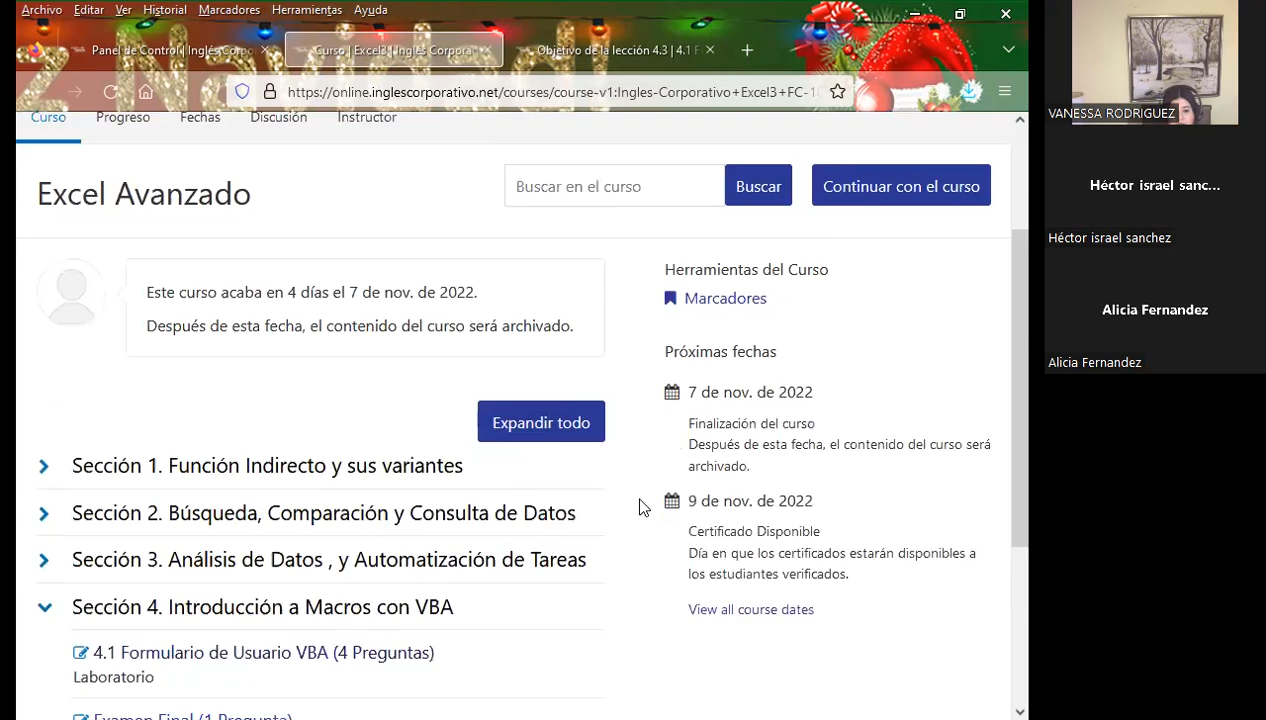 Archivo Editar Ver Historial Marcadores Herramientas Ayuda
Panel de Control | Inglés Corpo
Curso | Excel3 | Ingles Corpora
Objetivo de la lección 4.3 | 4.1 F
https://online.inglescorporativo.net/courses/course-v1:Ingles-Corporativo+Excel3+FC-10
Curso Progreso Fechas Discusión Instructor
Excel Avanzado
Buscar en el curso
Buscar
Continuar con el curso
Este curso acaba en 4 días el 7 de nov. de 2022.
Después de esta fecha, el contenido del curso será archivado.
Expandir todo
Sección 1. Función Indirecto y sus variantes
Sección 2. Búsqueda, Comparación y Consulta de Datos
Sección 3. Análisis de Datos , y Automatización de Tareas
Sección 4. Introducción a Macros con VBA
4.1 Formulario de Usuario VBA (4 Preguntas)
Laboratorio
Examen Final (1 Pregunta)
Herramientas del Curso
Marcadores
Próximas fechas
7 de nov. de 2022
Finalización del curso
Después de esta fecha, el contenido del curso será
archivado.
9 de nov. de 2022
Certificado Disponible
Día en que los certificados estarán disponibles a
los estudiantes verificados.
View all course dates
VANESSA RODRIGUEZ
Héctor israel sanc...
Héctor israel sanchez
Alicia Fernandez
Alicia Fernandez